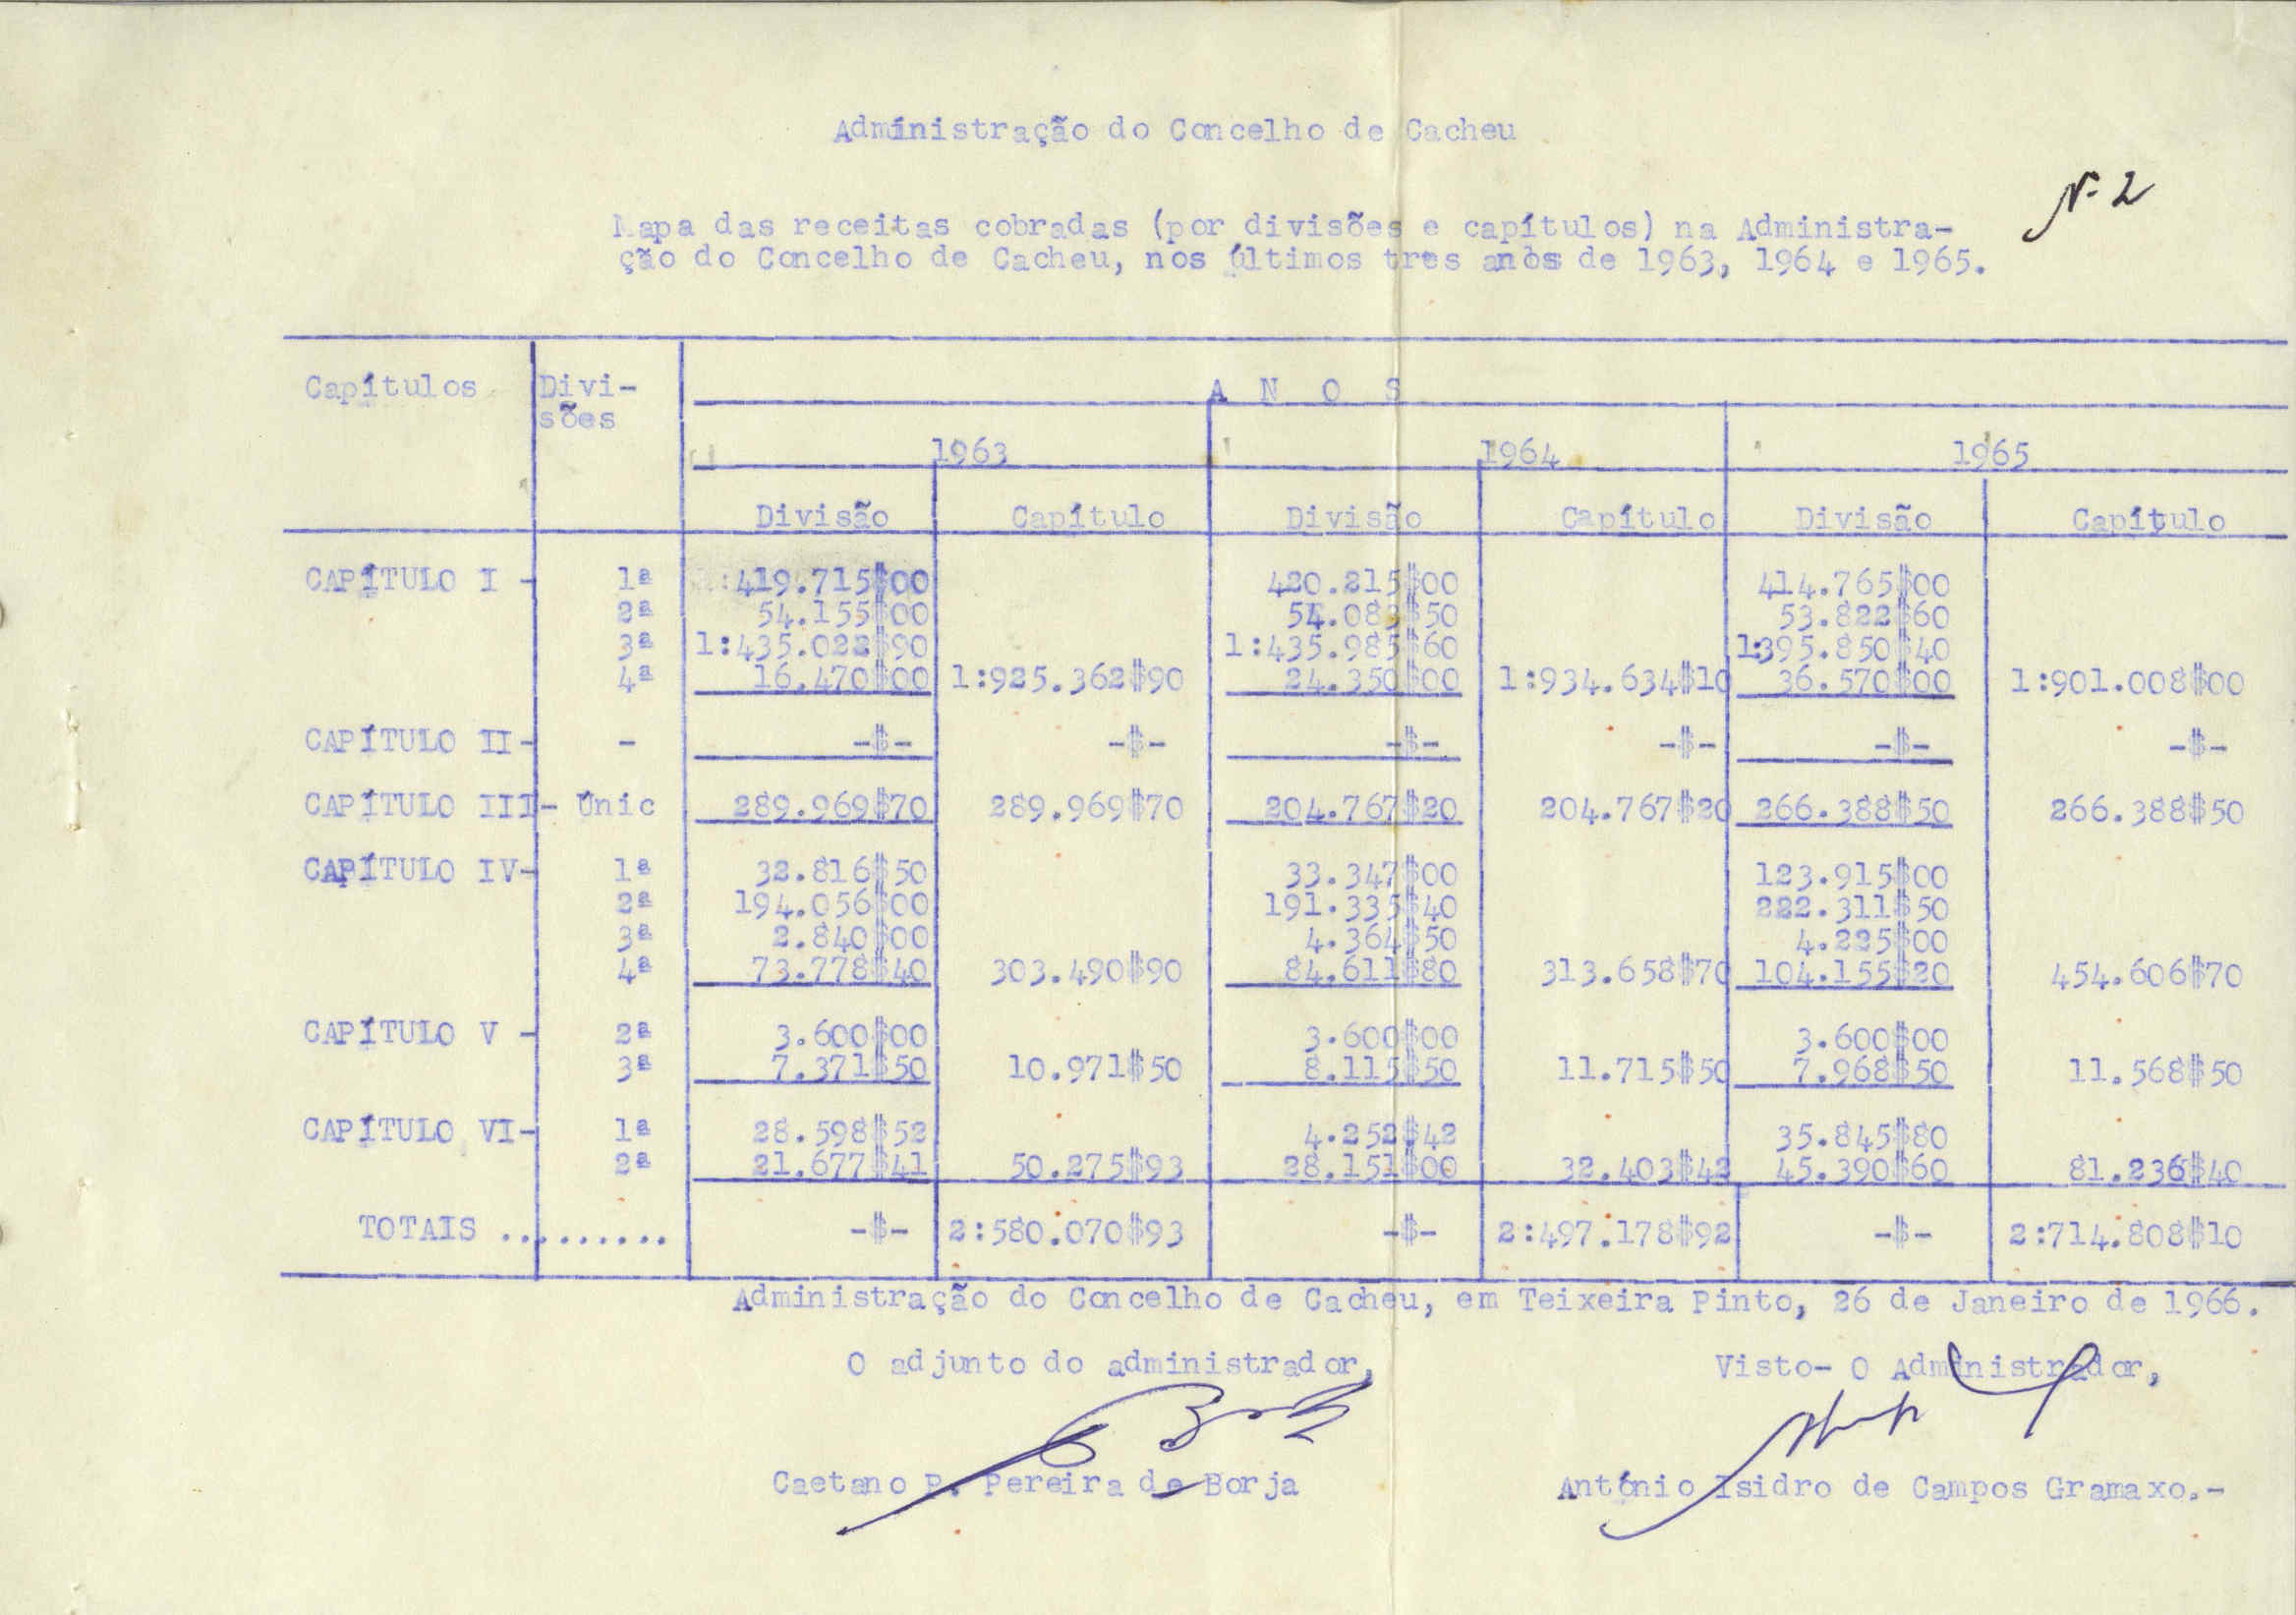 Administração do Concelho de Cacheu
N. 2
Mapa das receitas cobradas (por divisões e capítulos) na Administra-
ção do Concelho de Cacheu, nos últimos tres anos de 1963, 1964 e 1965.
Capítulos Divi- A N O S
sões
1963 1964 1965
Divisão Capítulo Divisão Capítulo Divisão Capítulo
CAPÍTULO I - 1ª 419.715$00 420.215$00 414.765$00
2ª 54.155$00 54.083$50 53.822$60
3ª 1:435.022$90 1:435.985$60 1:395.850$40
4ª 16.470$00 1:925.362$90 24.350$00 1:934.634$10 36.570$00 1:901.008$00
CAPÍTULO II- - -$- -$- -$- -$- -$- -$-
CAPÍTULO III- Únic 289.969$70 289.969$70 204.767$20 204.767$20 266.388$50 266.388$50
CAPÍTULO IV- 1ª 32.816$50 33.347$00 123.915$00
2ª 194.056$00 191.335$40 222.311$50
3ª 2.840$00 4.364$50 4.225$00
4ª 73.778$40 303.490$90 84.611$80 313.658$70 104.155$20 454.606$70
CAPÍTULO V - 2ª 3.600$00 3.600$00 3.600$00
3ª 7.371$50 10.971$50 8.115$50 11.715$50 7.968$50 11.568$50
CAPÍTULO VI- 1ª 28.598$52 4.252$42 35.845$80
2ª 21.677$41 50.275$93 28.151$00 32.403$42 45.390$60 81.236$40
TOTAIS .......... -$- 2:580.070$93 -$- 2:497.178$92 -$- 2:714.808$10
Administração do Concelho de Cacheu, em Teixeira Pinto, 26 de Janeiro de 1966.
O adjunto do administrador, Visto- O Administrador,
Caetano P. Pereira de Borja António Isidro de Campos Gramaxo.-